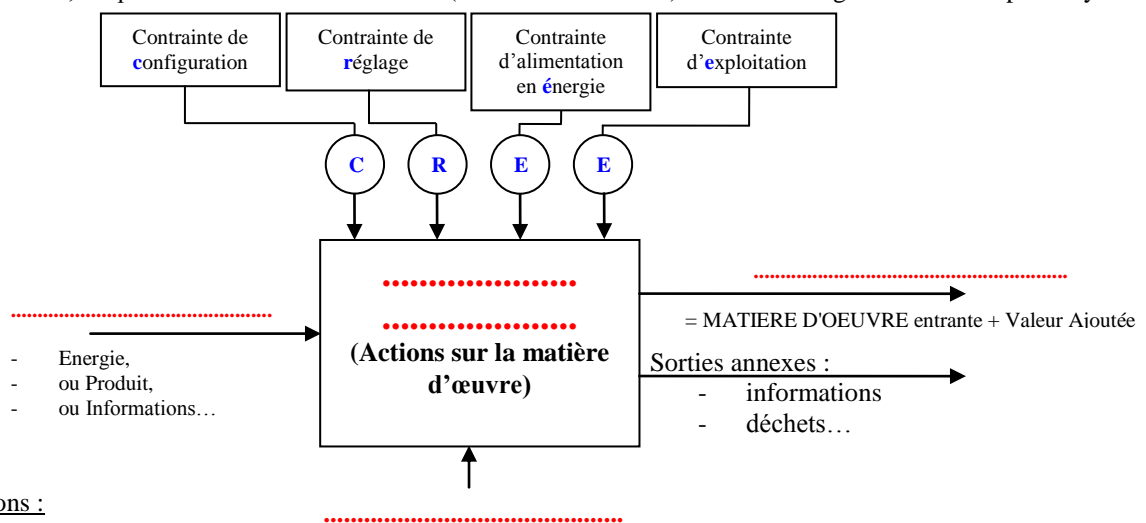 Contrainte de
configuration
Contrainte de
réglage
Contrainte
d'alimentation
en énergie
Contrainte
d'exploitation
C R E E
.....................
.....................
(Actions sur la matière
d'œuvre)
................................................
- Energie,
- ou Produit,
- ou Informations…
............................................................
= MATIERE D'OEUVRE entrante + Valeur Ajoutée
Sorties annexes :
- informations
- déchets…
ons :
.............................................